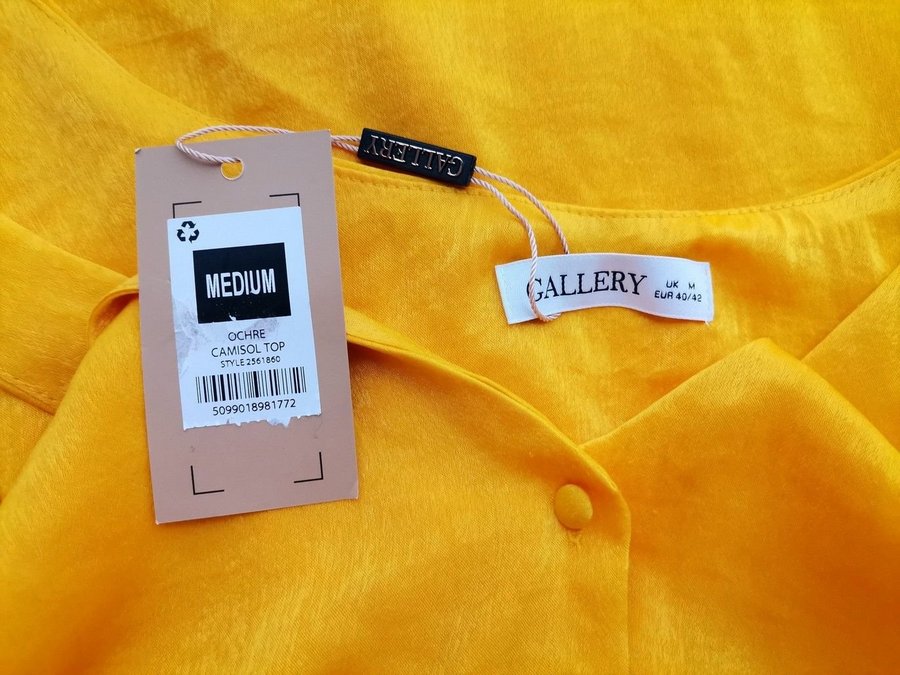 GALLERY
MEDIUM
OCHRE
CAMISOL TOP
STYLE 2561860
5099018981772
GALLERY
UK M
EUR 40/42